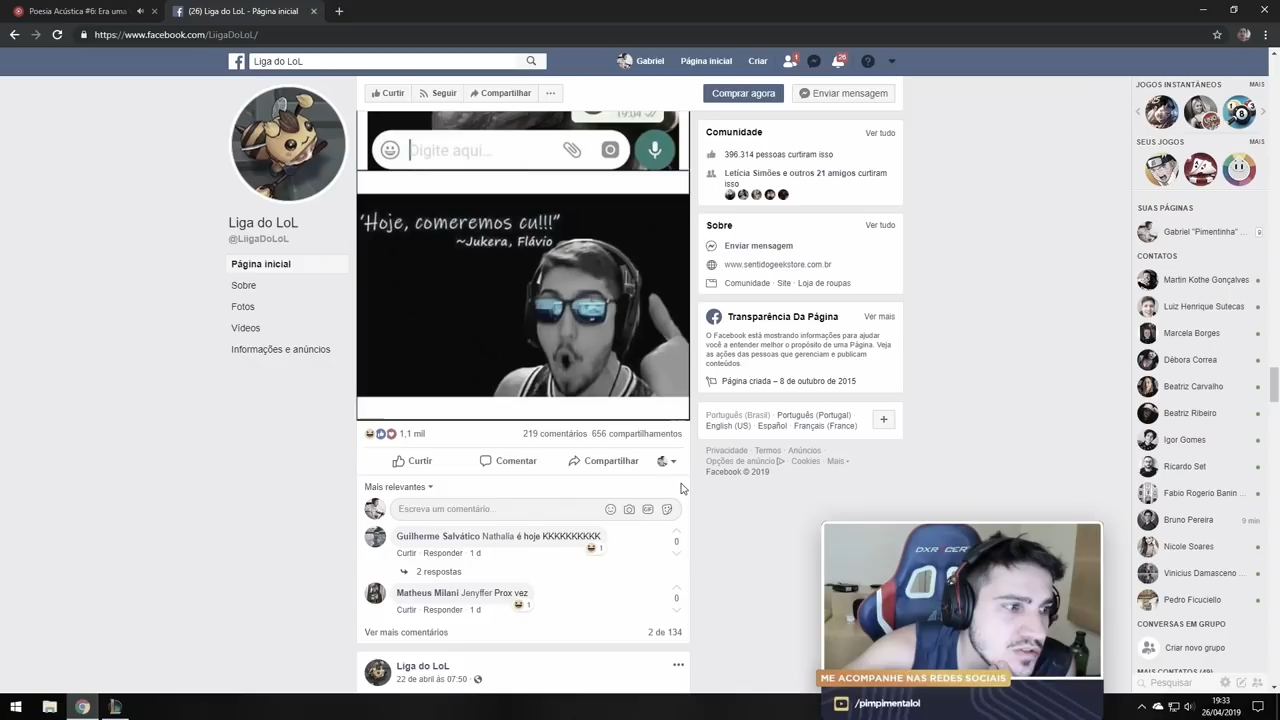 Poesia Acústica #6: Era uma
(26) Liga do LoL - Página inicial
https://www.facebook.com/LiigaDoLoL/
Liga do LoL
Gabriel
Página inicial
Criar
1
26
Curtir
Seguir
Compartilhar
Comprar agora
Enviar mensagem
Liga do LoL
@LiigaDoLoL
Página inicial
Sobre
Fotos
Vídeos
Informações e anúncios
19:04
Digite aqui...
‘Hoje, comeremos cu!!!”
~Jukera, Flávio
1,1 mil
219 comentários 656 compartilhamentos
Curtir
Comentar
Compartilhar
Mais relevantes
Escreva um comentário...
GIF
Guilherme Salvático Nathalia é hoje KKKKKKKKKK
1
0
Curtir · Responder · 1 d
2 respostas
Matheus Milani Jenyffer Prox vez
1
0
Curtir · Responder · 1 d
Ver mais comentários
2 de 134
Liga do LoL
22 de abril às 07:50 ·
Comunidade
Ver tudo
396.314 pessoas curtiram isso
Letícia Simões e outros 21 amigos curtiram
isso
Sobre
Ver tudo
Enviar mensagem
www.sentidogeekstore.com.br
Comunidade · Site · Loja de roupas
Transparência Da Página
Ver mais
O Facebook está mostrando informações para ajudar
você a entender melhor o propósito de uma Página. Veja
as ações das pessoas que gerenciam e publicam
conteúdos.
Página criada – 8 de outubro de 2015
Português (Brasil) · Português (Portugal) ·
English (US) · Español · Français (France)
Privacidade · Termos · Anúncios ·
Opções de anúncio · Cookies · Mais
Facebook © 2019
JOGOS INSTANTÂNEOS
MAIS
SEUS JOGOS
MAIS
SUAS PÁGINAS
Gabriel "Pimentinha" ...
CONTATOS
Martin Kothe Gonçalves
Luiz Henrique Sutecas
Marcela Borges
Débora Correa
Beatriz Carvalho
Beatriz Ribeiro
Igor Gomes
Ricardo Set
Fabio Rogerio Banin ...
Bruno Pereira
9 min
Nicole Soares
Vinicius Damasceno ...
Pedro Ficuciello
CONVERSAS EM GRUPO
Criar novo grupo
Pesquisar
DXRACER
ME ACOMPANHE NAS REDES SOCIAIS
/pimpimentalol
19:33
26/04/2019